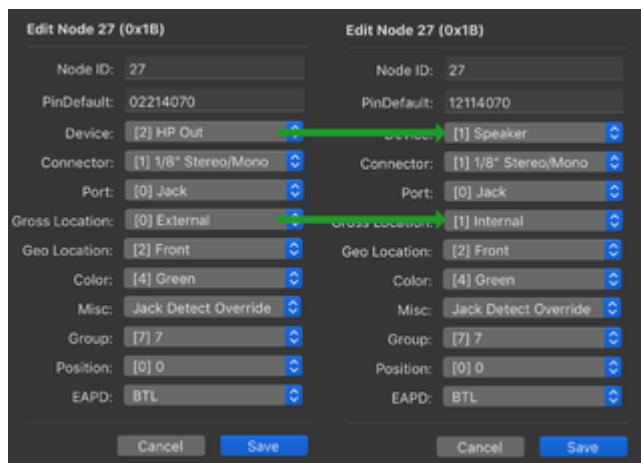 Edit Node 27 (0x1B)
Node ID: 27
PinDefault: 02214070
Device: [2] HP Out
Connector: [1] 1/8" Stereo/Mono
Port: [0] Jack
Gross Location: [0] External
Geo Location: [2] Front
Color: [4] Green
Misc: Jack Detect Override
Group: [7] 7
Position: [0] 0
EAPD: BTL
Cancel Save
Edit Node 27 (0x1B)
Node ID: 27
PinDefault: 12114070
Device: [1] Speaker
Connector: [1] 1/8" Stereo/Mono
Port: [0] Jack
Gross Location: [1] Internal
Geo Location: [2] Front
Color: [4] Green
Misc: Jack Detect Override
Group: [7] 7
Position: [0] 0
EAPD: BTL
Cancel Save